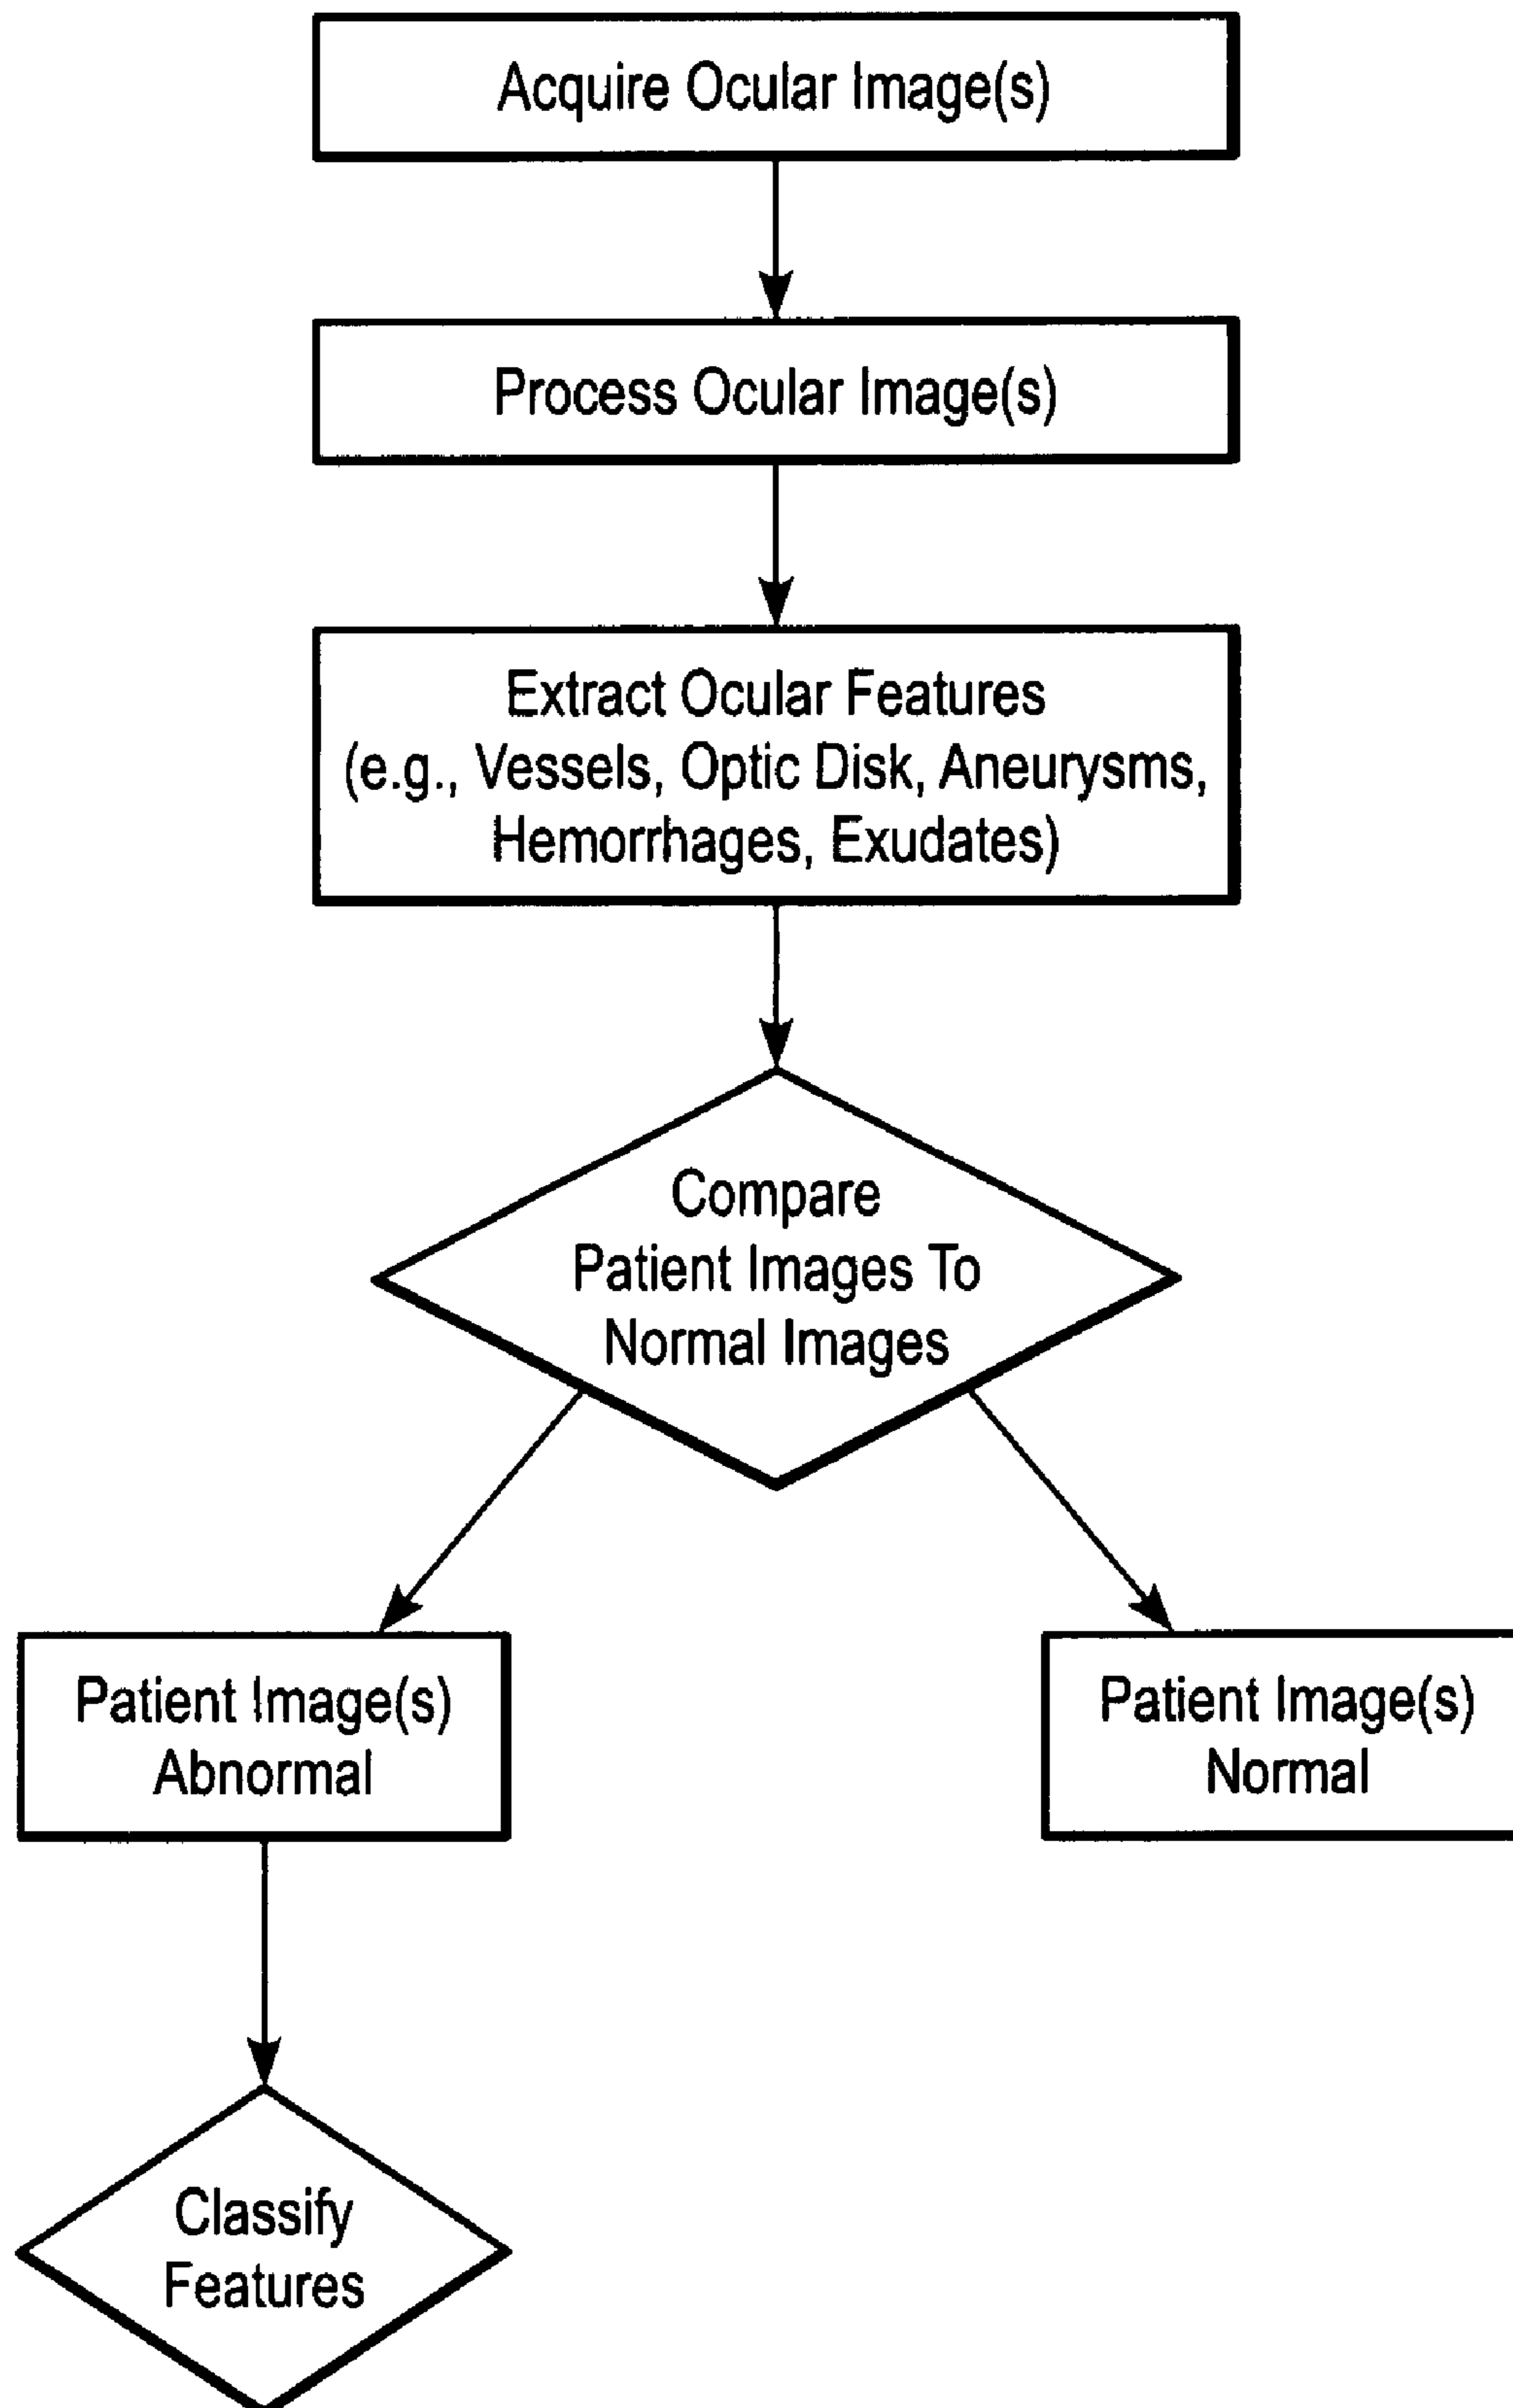 Acquire Ocular Image(s)
Process Ocular Image(s)
Extract Ocular Features
(e.g., Vessels, Optic Disk, Aneurysms,
Hemorrhages, Exudates)
Compare
Patient Images To
Normal Images
Patient Image(s)
Abnormal
Patient Image(s)
Normal
Classify
Features